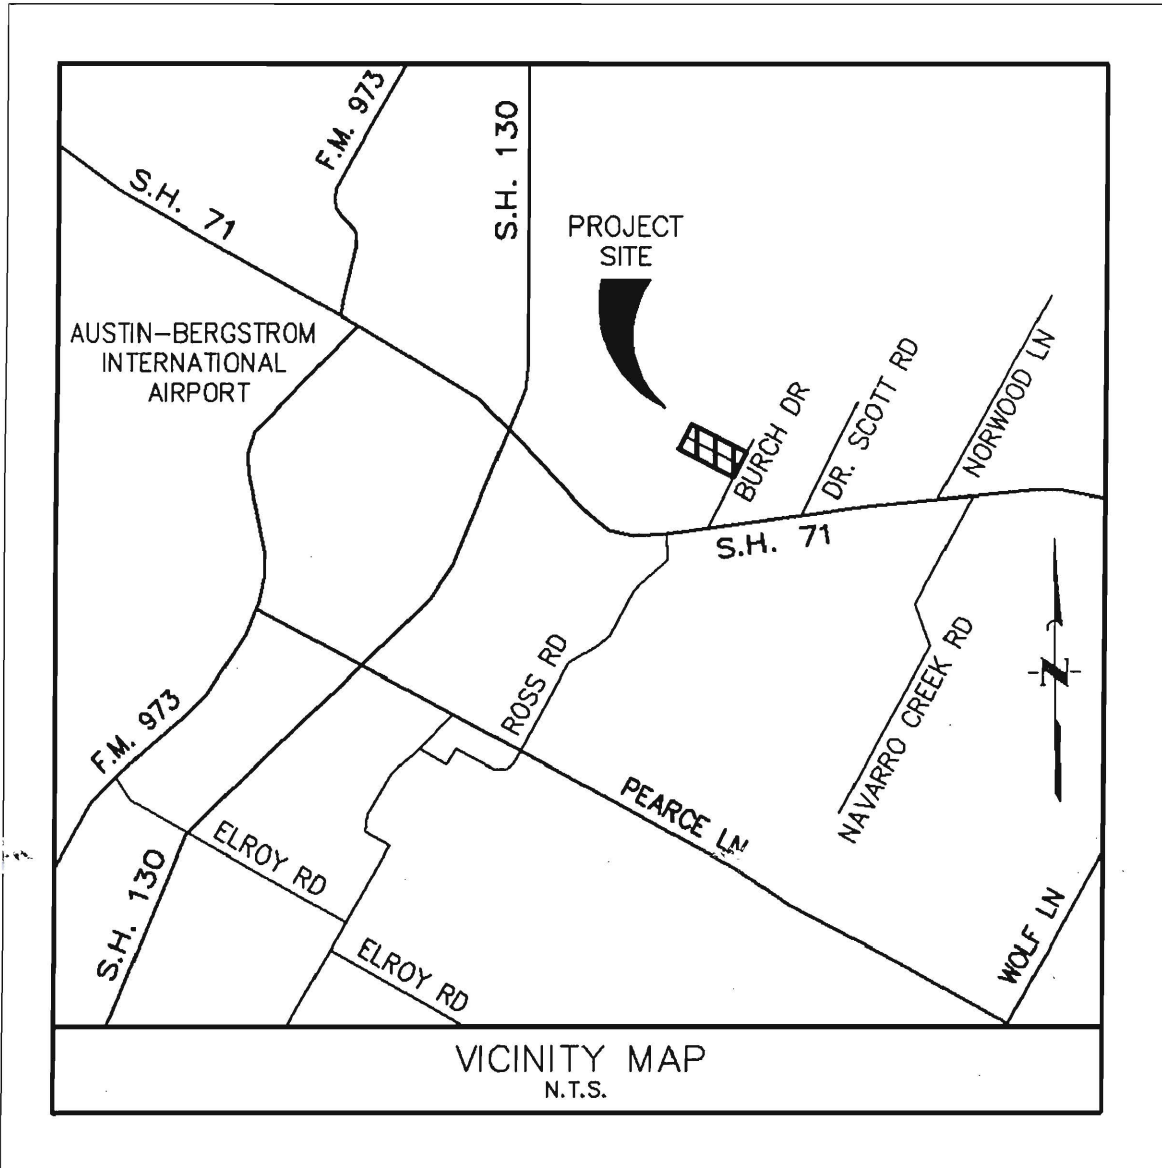 F.M. 973
S.H. 130
S.H. 71
PROJECT
SITE
AUSTIN-BERGSTROM
INTERNATIONAL
AIRPORT
BURCH DR
DR. SCOTT RD
NORWOOD LN
S.H. 71
ROSS RD
NAVARRO CREEK RD
N
F.M. 973
PEARCE LN
ELROY RD
S.H. 130
WOLF LN
ELROY RD
VICINITY MAP
N.T.S.